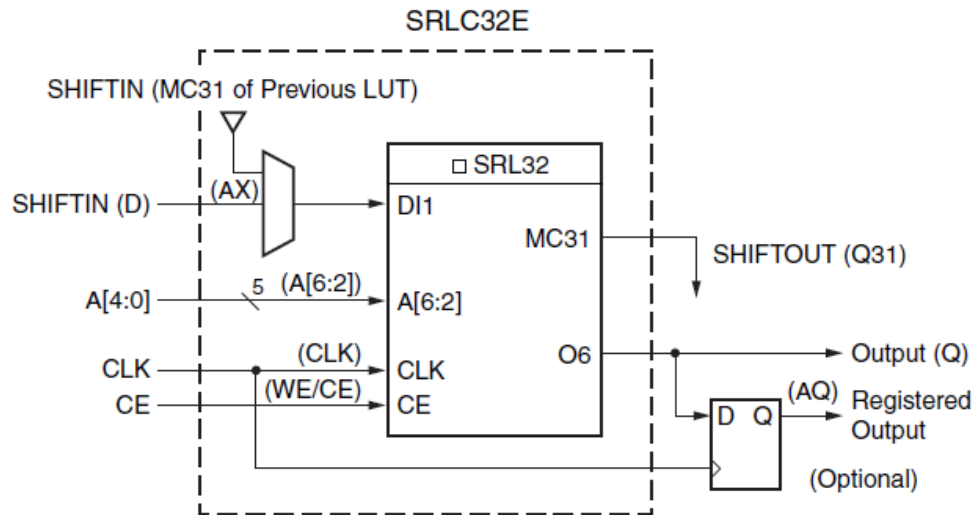 SRLC32E
SHIFTIN (MC31 of Previous LUT)
SRL32
SHIFTIN (D)
(AX)
DI1
MC31
SHIFTOUT (Q31)
A[4:0]
5
(A[6:2])
A[6:2]
CLK
(CLK)
CLK
O6
Output (Q)
CE
(WE/CE)
CE
(AQ)
D Q
Registered
Output
(Optional)